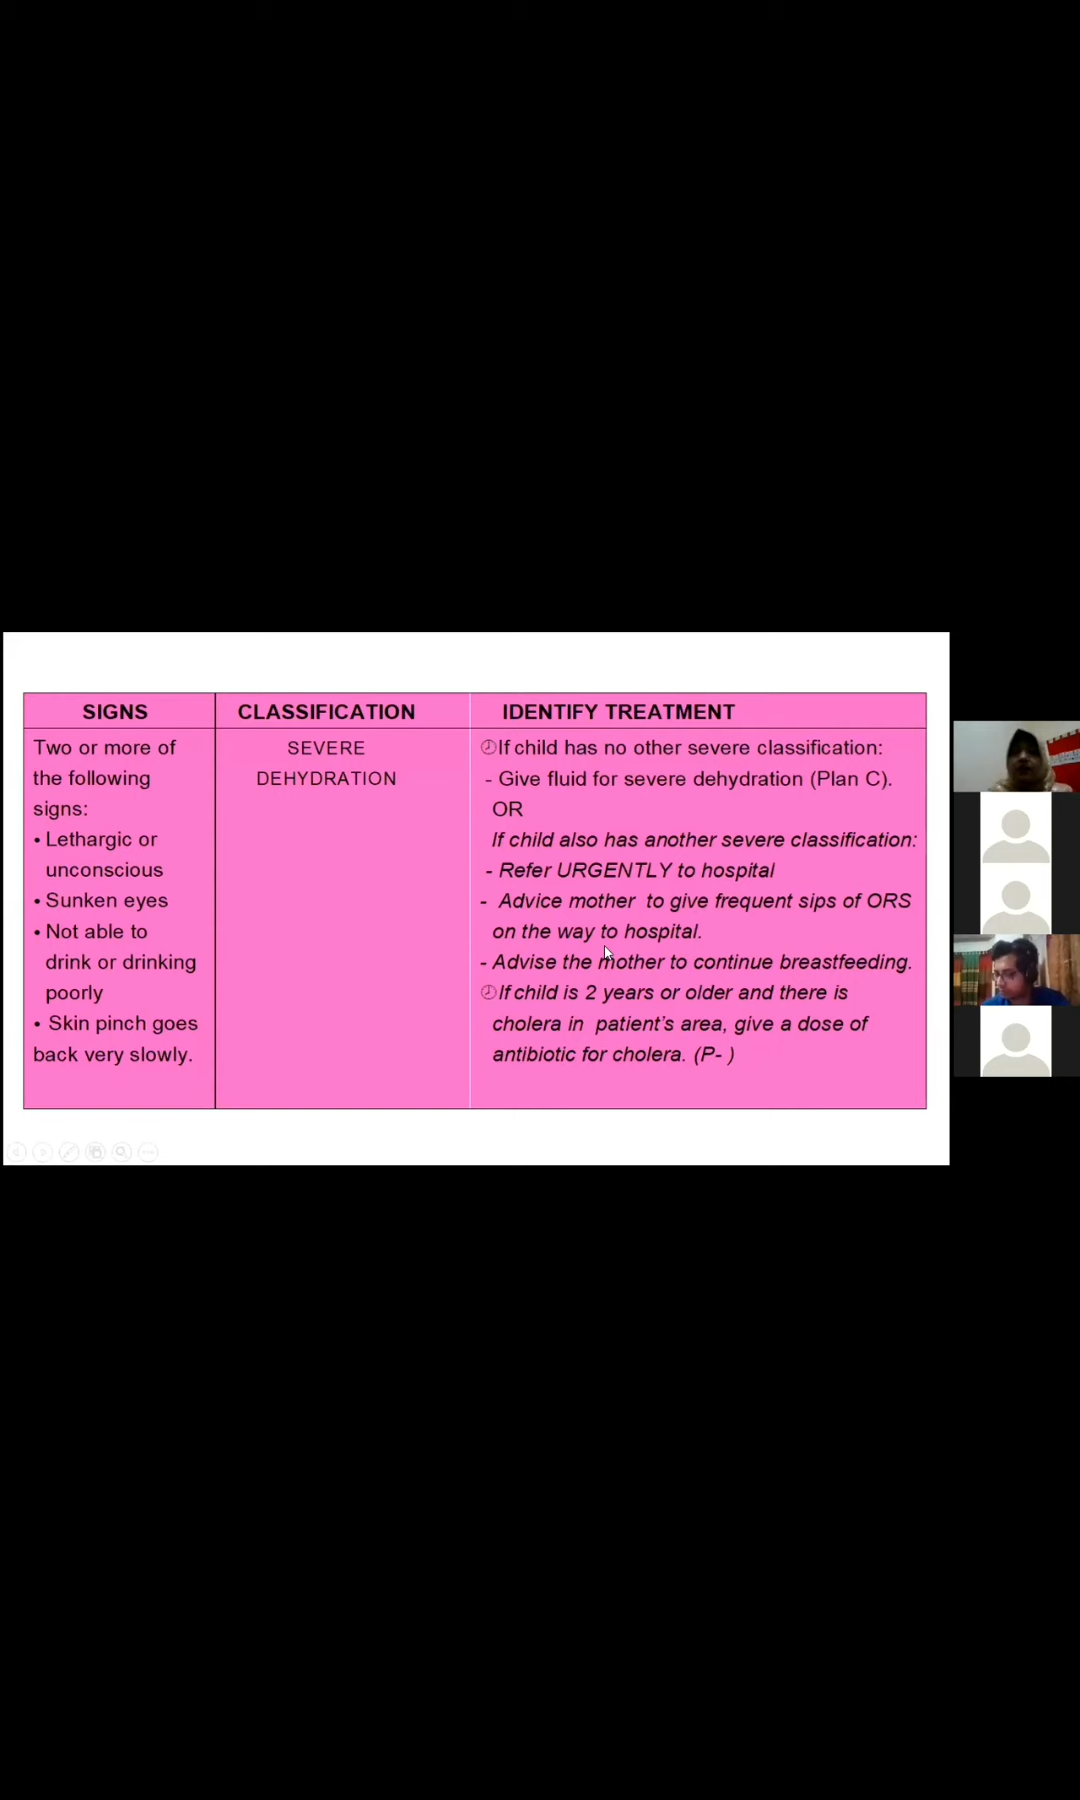 SIGNS
CLASSIFICATION
IDENTIFY TREATMENT
Two or more of
the following
signs:
• Lethargic or
unconscious
• Sunken eyes
• Not able to
drink or drinking
poorly
• Skin pinch goes
back very slowly.
SEVERE
DEHYDRATION
If child has no other severe classification:
- Give fluid for severe dehydration (Plan C).
OR
If child also has another severe classification:
- Refer URGENTLY to hospital
- Advice mother to give frequent sips of ORS
on the way to hospital.
- Advise the mother to continue breastfeeding.
If child is 2 years or older and there is
cholera in patient's area, give a dose of
antibiotic for cholera. (P- )